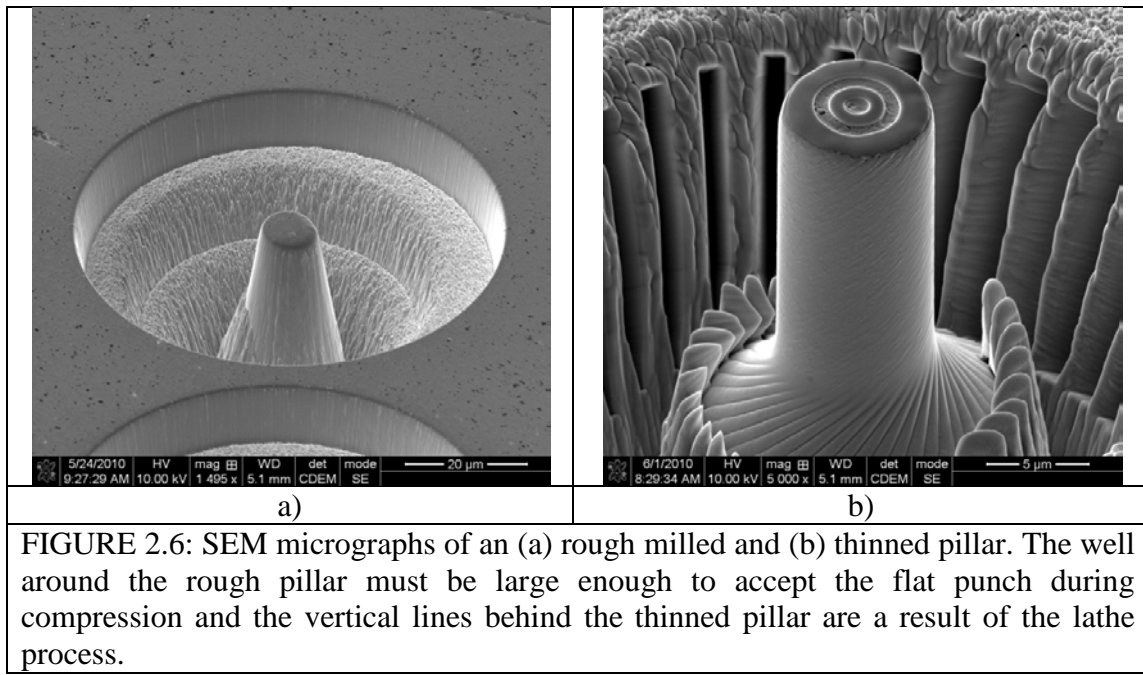 5/24/2010 HV mag WD det mode 20 µm
9:27:29 AM 10.00 kV 1 495 x 5.1 mm CDEM SE
6/1/2010 HV mag WD det mode 5 µm
8:29:34 AM 10.00 kV 5 000 x 5.1 mm CDEM SE
a)
b)
FIGURE 2.6: SEM micrographs of an (a) rough milled and (b) thinned pillar. The well
around the rough pillar must be large enough to accept the flat punch during
compression and the vertical lines behind the thinned pillar are a result of the lathe
process.